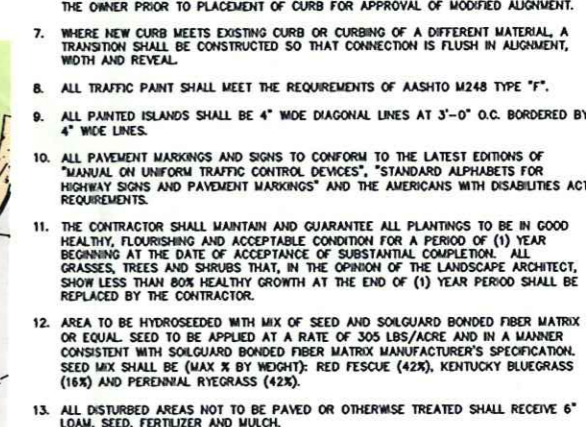 THE OWNER PRIOR TO PLACEMENT OF CURB FOR APPROVAL OF MODIFIED ALIGNMENT.
7. WHERE NEW CURB MEETS EXISTING CURB OR CURBING OF A DIFFERENT MATERIAL, A
TRANSITION SHALL BE CONSTRUCTED SO THAT CONNECTION IS FLUSH IN ALIGNMENT,
WIDTH AND REVEAL.
8. ALL TRAFFIC PAINT SHALL MEET THE REQUIREMENTS OF AASHTO M248 TYPE "F".
9. ALL PAINTED ISLANDS SHALL BE 4" WIDE DIAGONAL LINES AT 3'-0" O.C. BORDERED BY
4" WIDE LINES.
10. ALL PAVEMENT MARKINGS AND SIGNS TO CONFORM TO THE LATEST EDITIONS OF
"MANUAL ON UNIFORM TRAFFIC CONTROL DEVICES", "STANDARD ALPHABETS FOR
HIGHWAY SIGNS AND PAVEMENT MARKINGS" AND THE AMERICANS WITH DISABILITIES ACT
REQUIREMENTS.
11. THE CONTRACTOR SHALL MAINTAIN AND GUARANTEE ALL PLANTINGS TO BE IN GOOD
HEALTHY, FLOURISHING AND ACCEPTABLE CONDITION FOR A PERIOD OF (1) YEAR
BEGINNING AT THE DATE OF ACCEPTANCE OF SUBSTANTIAL COMPLETION. ALL
GRASSES, TREES AND SHRUBS THAT, IN THE OPINION OF THE LANDSCAPE ARCHITECT,
SHOW LESS THAN 80% HEALTHY GROWTH AT THE END OF (1) YEAR PERIOD SHALL BE
REPLACED BY THE CONTRACTOR.
12. AREA TO BE HYDROSEEDED WITH MIX OF SEED AND SOILGUARD BONDED FIBER MATRIX
OR EQUAL. SEED TO BE APPLIED AT A RATE OF 305 LBS/ACRE AND IN A MANNER
CONSISTENT WITH SOILGUARD BONDED FIBER MATRIX MANUFACTURER'S SPECIFICATION.
SEED MIX SHALL BE (MAX % BY WEIGHT): RED FESCUE (42%), KENTUCKY BLUEGRASS
(16%) AND PERENNIAL RYEGRASS (42%).
13. ALL DISTURBED AREAS NOT TO BE PAVED OR OTHERWISE TREATED SHALL RECEIVE 6"
LOAM, SEED, FERTILIZER AND MULCH.